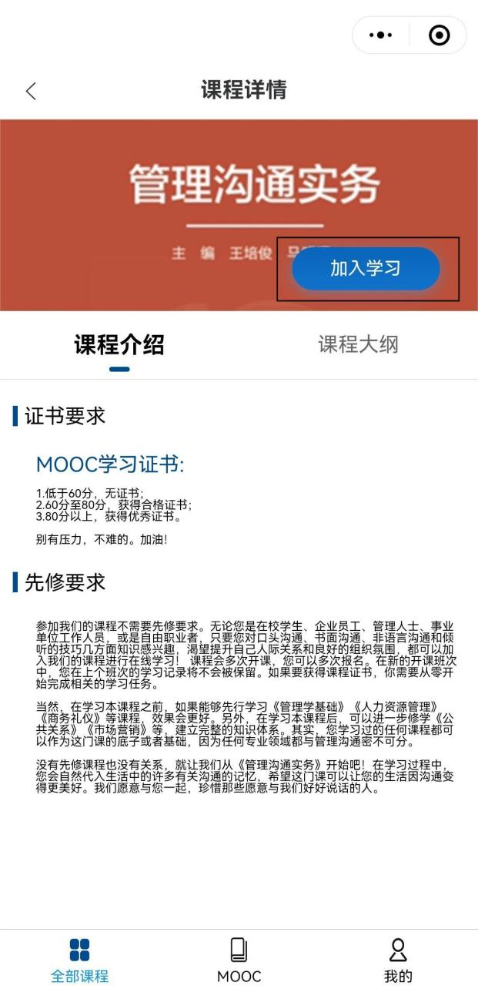 课程详情
管理沟通实务
主 编 王培俊
加入学习
课程介绍
课程大纲
证书要求
MOOC学习证书:
1.低于60分，无证书；
2.60分至80分，获得合格证书；
3.80分以上，获得优秀证书。
别有压力，不难的。加油！
先修要求
参加我们的课程不需要先修要求。无论您是在校学生、企业员工、管理人士、事业
单位工作人员，或是自由职业者，只要您对口头沟通、书面沟通、非语言沟通和倾
听的技巧几方面知识感兴趣，渴望提升自己人际关系和良好的组织氛围，都可以加
入我们的课程进行在线学习！ 课程会多次开课，您可以多次报名。在新的开课班次
中，您在上个班次的学习记录将不会被保留。如果要获得课程证书，你需要从零开
始完成相关的学习任务。
当然，在学习本课程之前，如果能够先行学习《管理学基础》《人力资源管理》
《商务礼仪》等课程，效果会更好。另外，在学习本课程后，可以进一步修学《公
共关系》《市场营销》等，建立完整的知识体系。其实，您学习过的任何课程都可
以作为这门课的底子或者基础，因为任何专业领域都与管理沟通密不可分。
没有先修课程也没有关系，就让我们从《管理沟通实务》开始吧！在学习过程中，
您会自然代入生活中的许多有关沟通的记忆，希望这门课可以让您的生活因沟通变
得更美好。我们愿意与您一起，珍惜那些愿意与我们好好说话的人。
全部课程
MOOC
我的